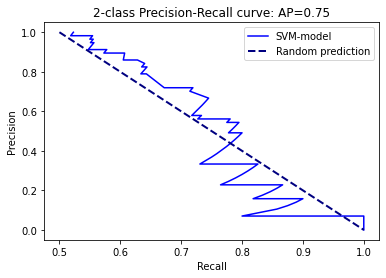 2-class Precision-Recall curve: AP=0.75
SVM-model
Random prediction
1.0
0.8
0.6
0.4
0.2
0.0
Precision
0.5 0.6 0.7 0.8 0.9 1.0
Recall